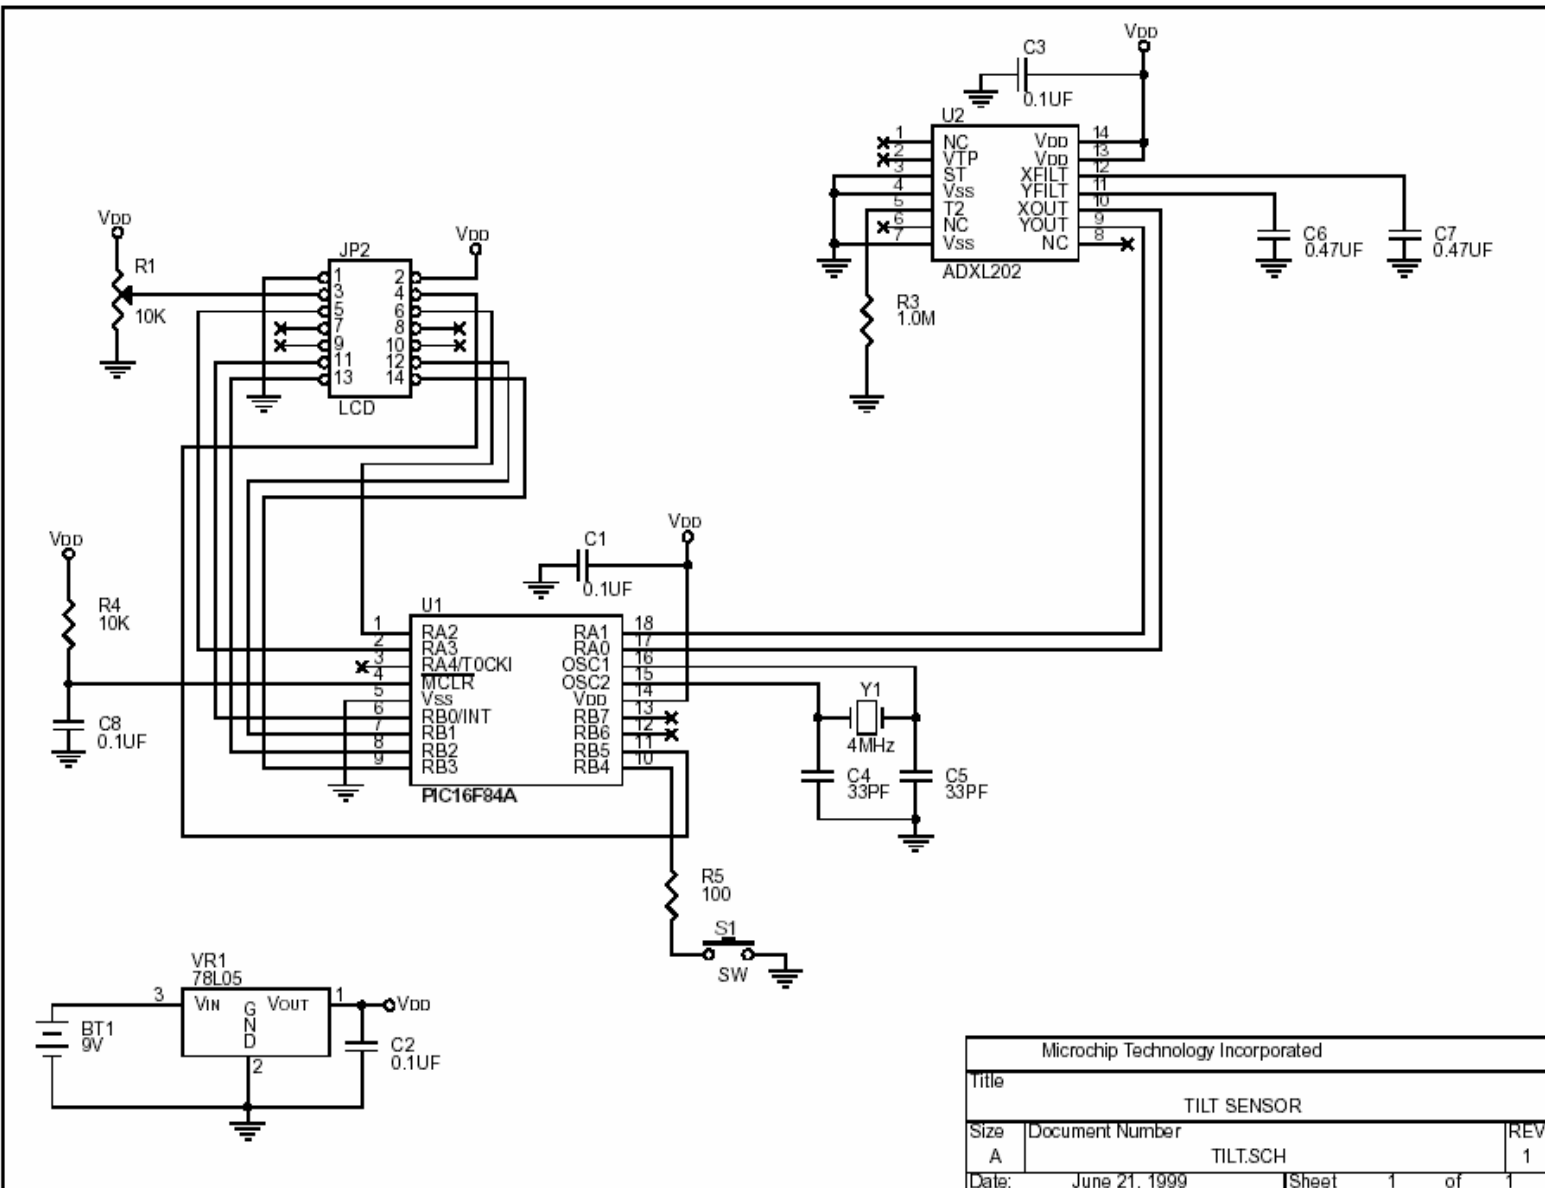 VDD
C3
0.1UF
U2
1 NC VDD 14
2 VTP VDD 13
3 ST XFILT 12
4 VSS YFILT 11
5 T2 XOUT 10
6 NC YOUT 9
7 VSS NC 8
ADXL202
C6
0.47UF
C7
0.47UF
R3
1.0M
VDD
R1
10K
VDD
JP2
1 2
3 4
5 6
7 8
9 10
11 12
13 14
LCD
VDD
R4
10K
C8
0.1UF
VDD
C1
0.1UF
U1
1 RA2 RA1 18
2 RA3 RA0 17
3 RA4/T0CKI OSC1 16
4 MCLR OSC2 15
5 VSS VDD 14
6 RB0/INT RB7 13
7 RB1 RB6 12
8 RB2 RB5 11
9 RB3 RB4 10
PIC16F84A
Y1
4MHz
C4
33PF
C5
33PF
R5
100
S1
SW
VR1
78L05
3 VIN GND VOUT 1
2
VDD
BT1
9V
C2
0.1UF
Microchip Technology Incorporated
Title
TILT SENSOR
Size Document Number REV
A TILT.SCH 1
Date: June 21, 1999 Sheet 1 of 1